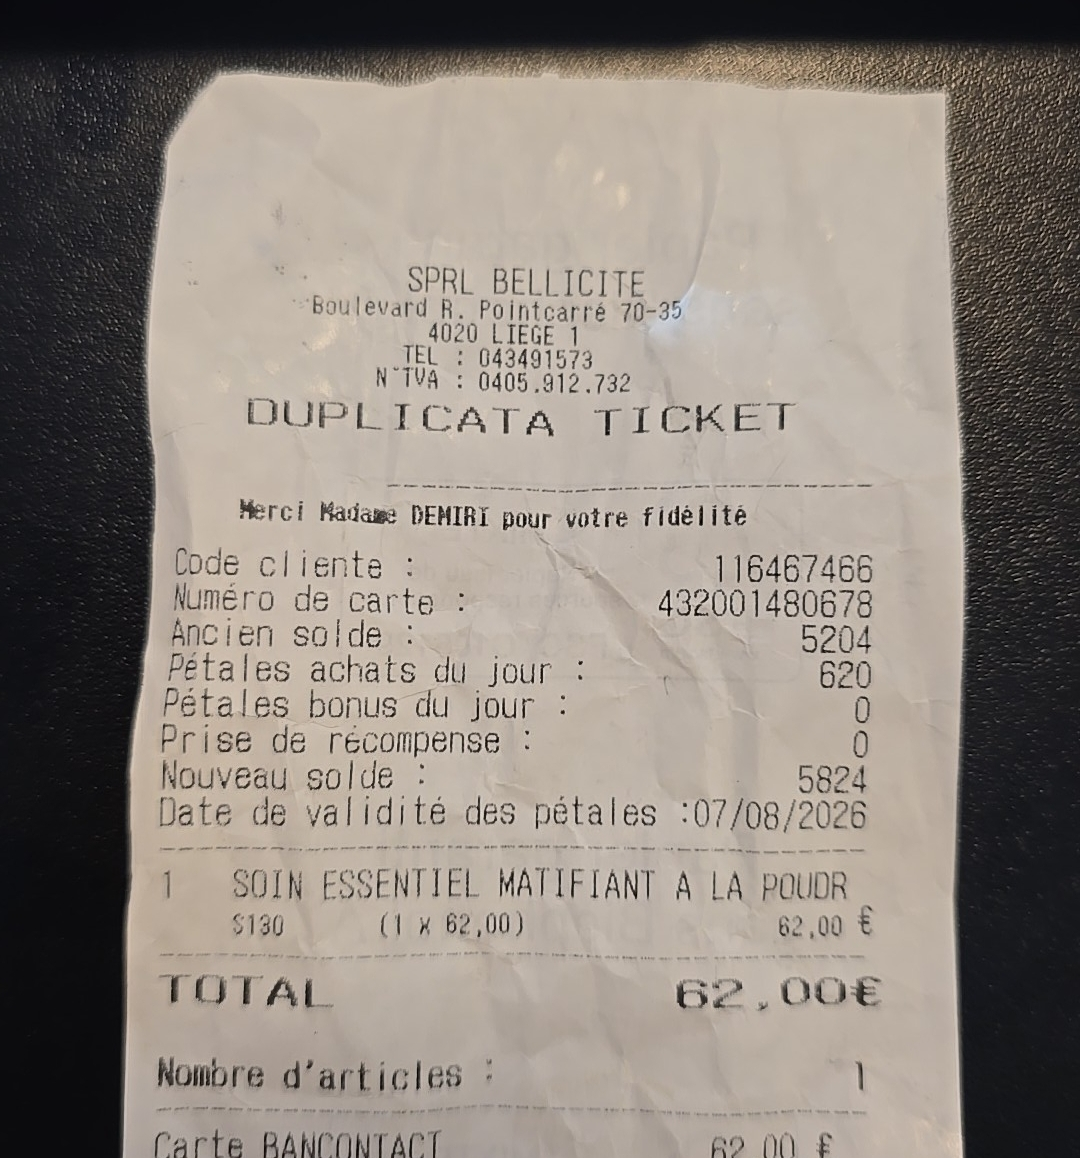 SPRL BELLICITE
Boulevard R. Pointcarré 70-35
4020 LIEGE 1
TEL : 043491573
N°TVA : 0405.912.732
DUPLICATA TICKET
Merci Madame DEMIRI pour votre fidélité
Code cliente : 116467466
Numéro de carte : 432001480678
Ancien solde : 5204
Pétales achats du jour : 620
Pétales bonus du jour : 0
Prise de récompense : 0
Nouveau solde : 5824
Date de validité des pétales :07/08/2026
1 SOIN ESSENTIEL MATIFIANT A LA POUDR
S130 (1 x 62,00) 62,00 €
TOTAL 62,00€
Nombre d'articles : 1
Carte BANCONTACT 62,00 €